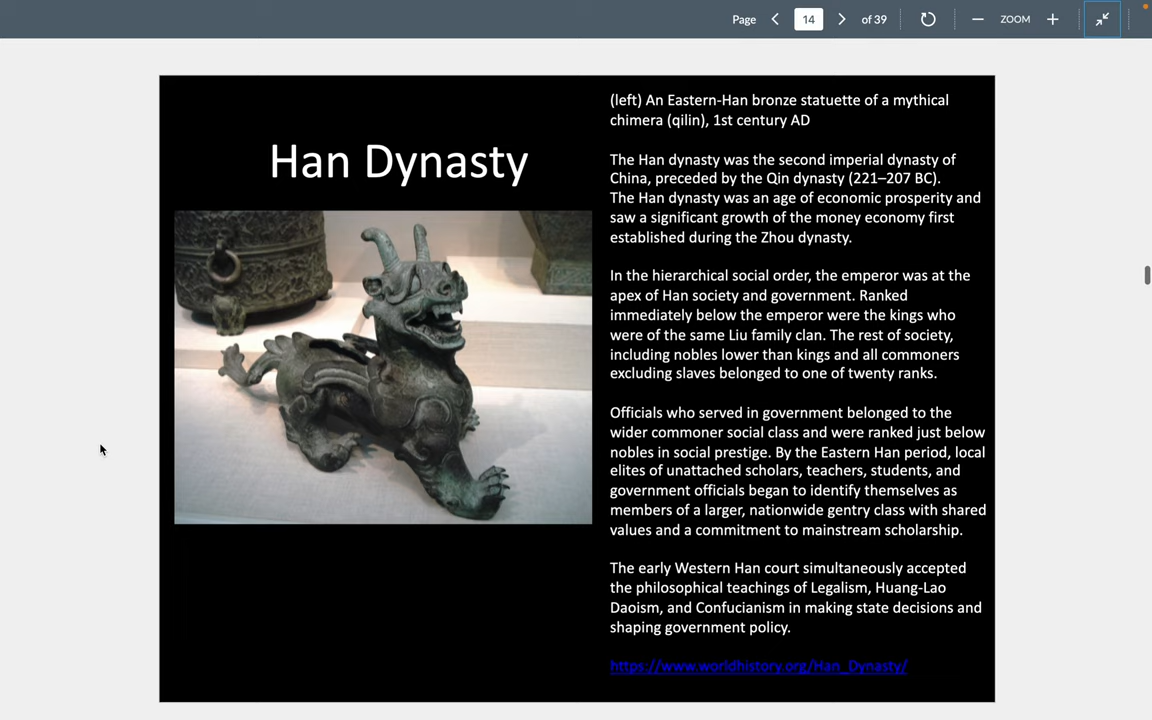 Page 14 of 39 ZOOM
Han Dynasty
(left) An Eastern-Han bronze statuette of a mythical
chimera (qilin), 1st century AD
The Han dynasty was the second imperial dynasty of
China, preceded by the Qin dynasty (221–207 BC).
The Han dynasty was an age of economic prosperity and
saw a significant growth of the money economy first
established during the Zhou dynasty.
In the hierarchical social order, the emperor was at the
apex of Han society and government. Ranked
immediately below the emperor were the kings who
were of the same Liu family clan. The rest of society,
including nobles lower than kings and all commoners
excluding slaves belonged to one of twenty ranks.
Officials who served in government belonged to the
wider commoner social class and were ranked just below
nobles in social prestige. By the Eastern Han period, local
elites of unattached scholars, teachers, students, and
government officials began to identify themselves as
members of a larger, nationwide gentry class with shared
values and a commitment to mainstream scholarship.
The early Western Han court simultaneously accepted
the philosophical teachings of Legalism, Huang-Lao
Daoism, and Confucianism in making state decisions and
shaping government policy.
https://www.worldhistory.org/Han_Dynasty/